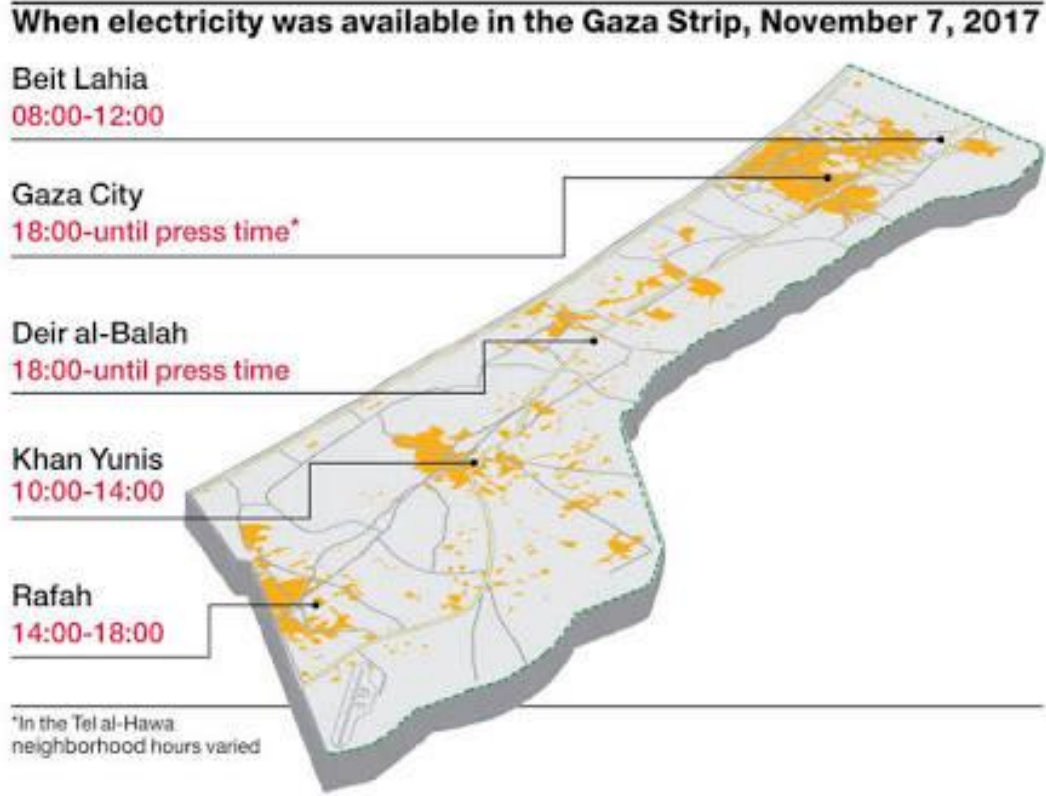 When electricity was available in the Gaza Strip, November 7, 2017
Beit Lahia
08:00-12:00
Gaza City
18:00-until press time*
Deir al-Balah
18:00-until press time
Khan Yunis
10:00-14:00
Rafah
14:00-18:00
*In the Tel al-Hawa
neighborhood hours varied